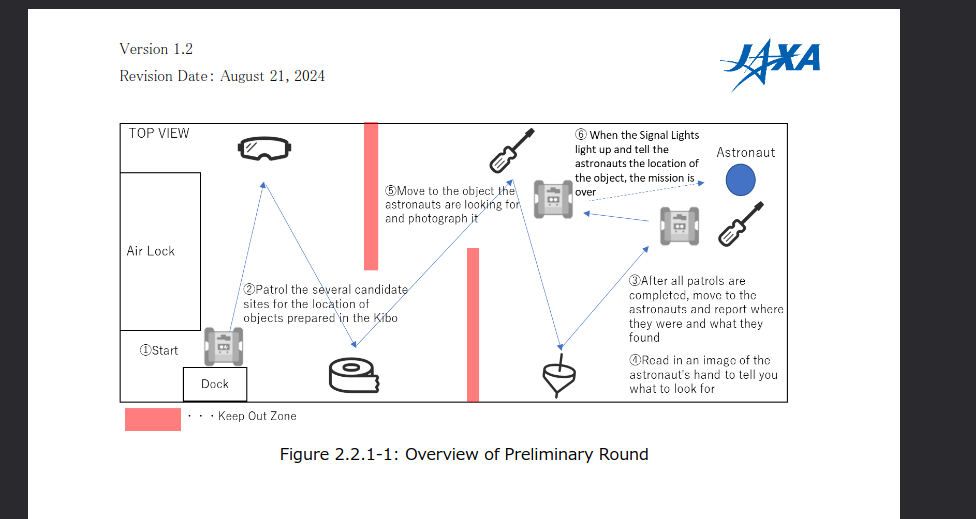 Version 1.2
Revision Date: August 21, 2024
JAXA
TOP VIEW
⑥ When the Signal Lights
light up and tell the
astronauts the location of
the object, the mission is
over
Astronaut
⑤Move to the object the
astronauts are looking for
and photograph it
Air Lock
②Patrol the several candidate
sites for the location of
objects prepared in the Kibo
③After all patrols are
completed, move to the
astronauts and report where
they were and what they
found
①Start
④Read in an image of the
astronaut's hand to tell you
what to look for
Dock
・・・Keep Out Zone
Figure 2.2.1-1: Overview of Preliminary Round